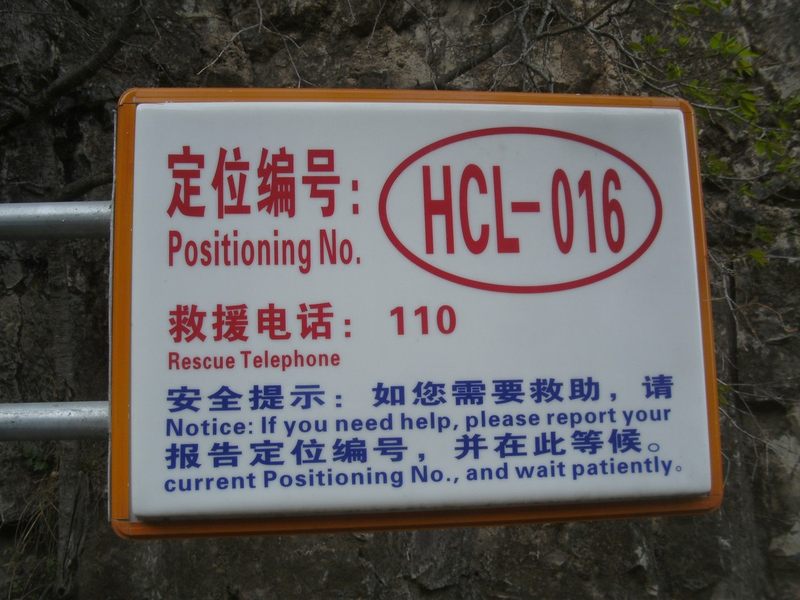 定位编号: HCL-016
Positioning No.
救援电话: 110
Rescue Telephone
安全提示: 如您需要救助,请
Notice: If you need help, please report your
报告定位编号,并在此等候。
current Positioning No., and wait patiently。